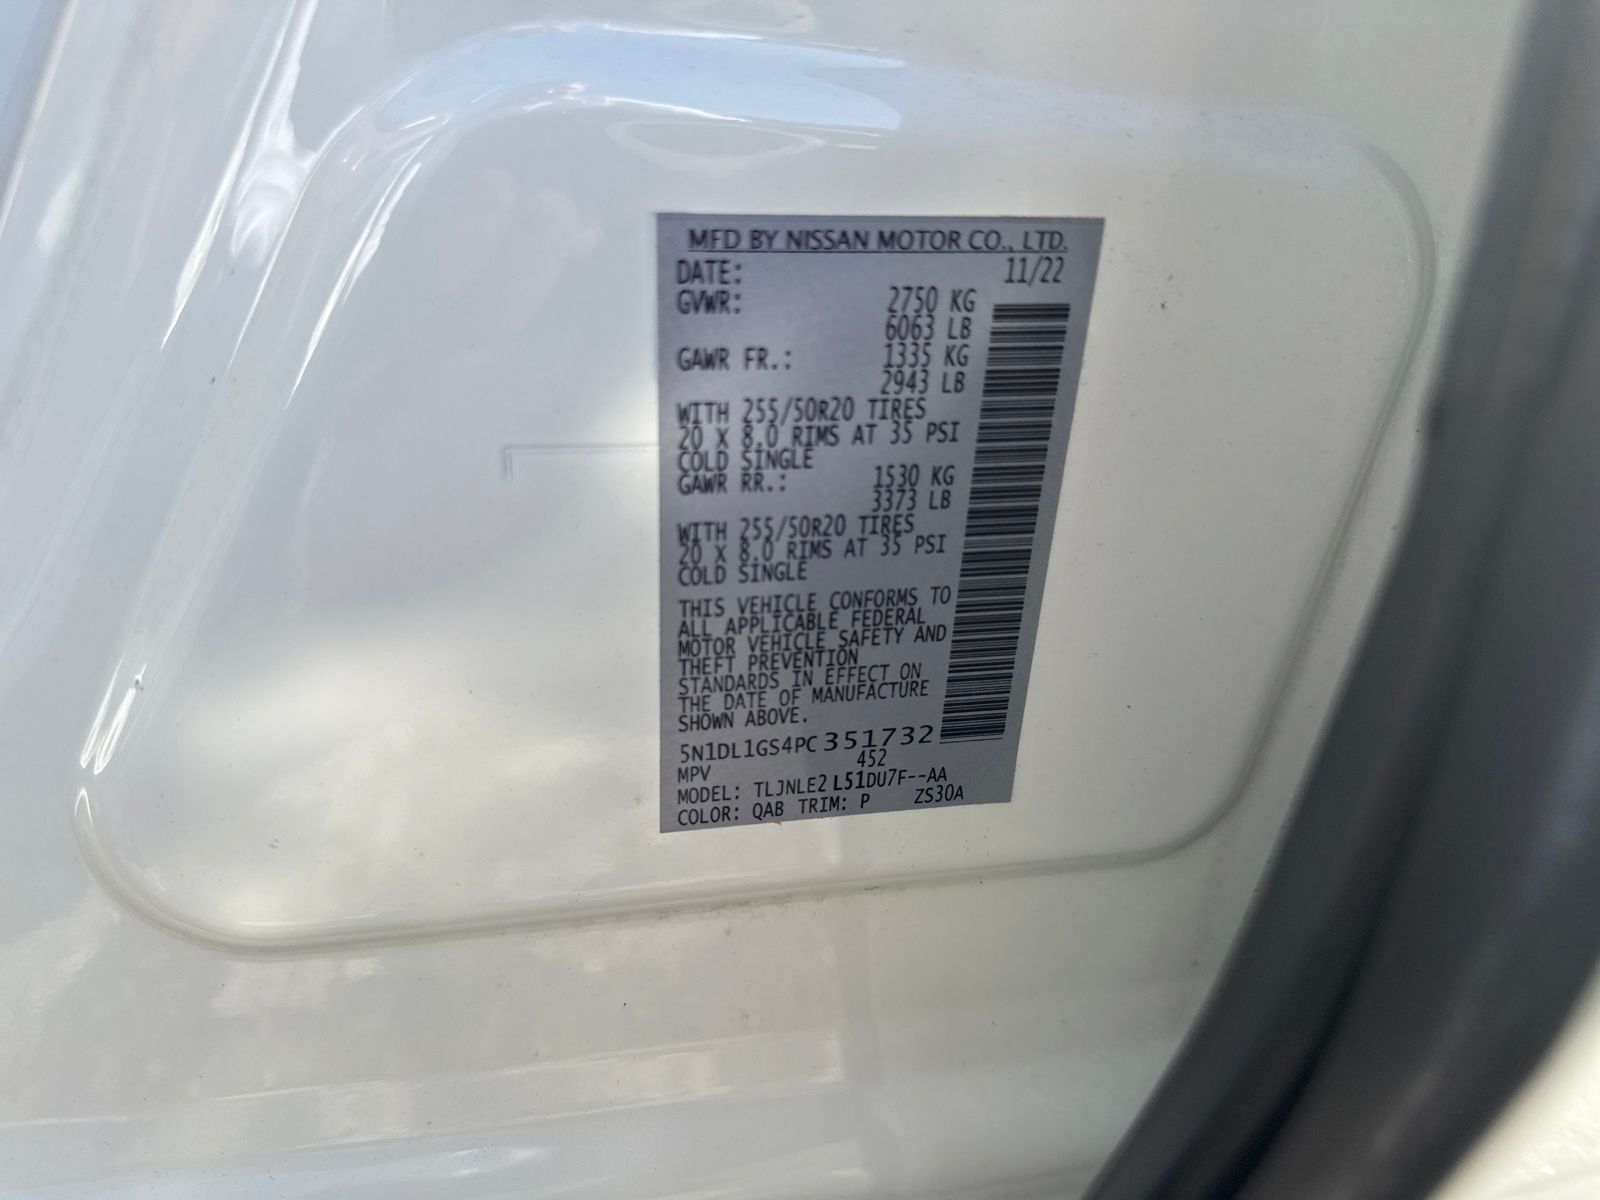 MFD BY NISSAN MOTOR CO., LTD.
DATE: 11/22
GVWR: 2750 KG
6063 LB
GAWR FR.: 1335 KG
2943 LB
WITH 255/50R20 TIRES
20 X 8.0 RIMS AT 35 PSI
COLD SINGLE
GAWR RR.: 1530 KG
3373 LB
WITH 255/50R20 TIRES
20 X 8.0 RIMS AT 35 PSI
COLD SINGLE
THIS VEHICLE CONFORMS TO
ALL APPLICABLE FEDERAL
MOTOR VEHICLE SAFETY AND
THEFT PREVENTION
STANDARDS IN EFFECT ON
THE DATE OF MANUFACTURE
SHOWN ABOVE.
5N1DL1GS4PC351732
MPV 452
MODEL: TLJNLE2 L51DU7F--AA
COLOR: QAB TRIM: P ZS30A